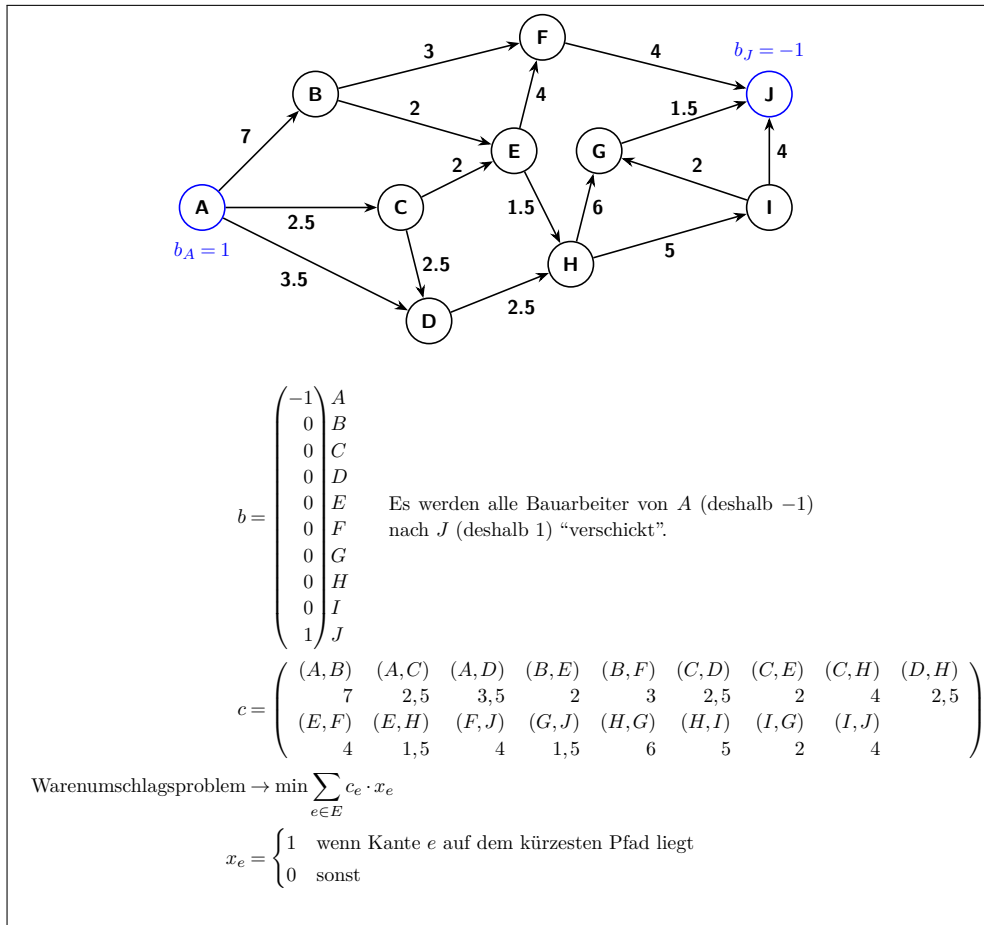 F
3
4
b_J = −1
B
J
2
4
1.5
7
E
G
2
2
4
A
C
I
2.5
1.5
6
b_A = 1
H
5
2.5
3.5
D
2.5
−1 A
0 B
0 C
0 D
b = 0 E Es werden alle Bauarbeiter von A (deshalb −1)
0 F nach J (deshalb 1) “verschickt”.
0 G
0 H
0 I
1 J
(A, B) (A, C) (A, D) (B, E) (B, F) (C, D) (C, E) (C, H) (D, H)
c = 7 2,5 3,5 2 3 2,5 2 4 2,5
(E, F) (E, H) (F, J) (G, J) (H, G) (H, I) (I, G) (I, J)
4 1,5 4 1,5 6 5 2 4
Warenumschlagsproblem → min ∑ e∈E c_e · x_e
x_e = { 1 wenn Kante e auf dem kürzesten Pfad liegt
0 sonst